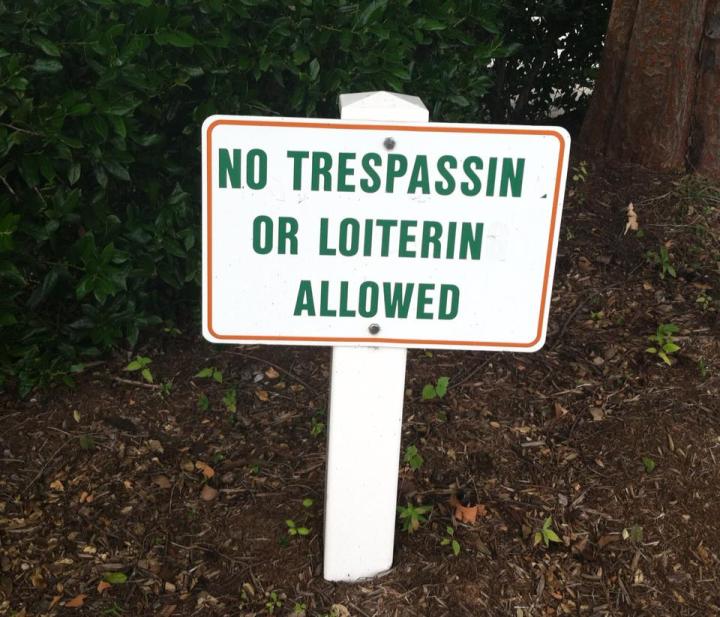 NO TRESPASSIN
OR LOITERIN
ALLOWED